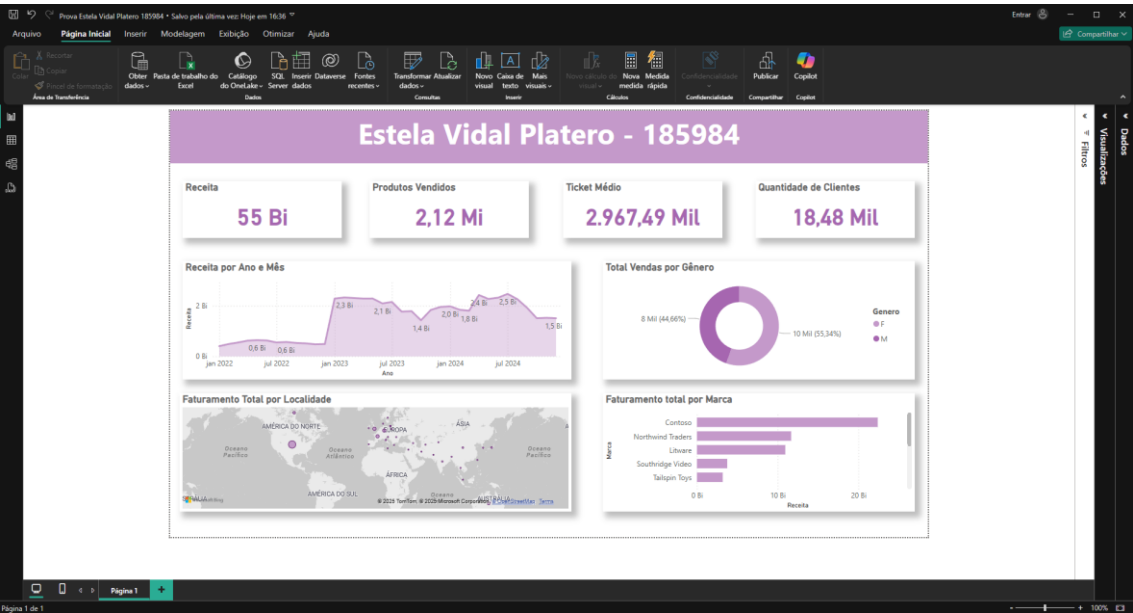 Prova Estela Vidal Platero 185984 • Salvo pela última vez: Hoje em 16:36
Entrar
Arquivo Página Inicial Inserir Modelagem Exibição Otimizar Ajuda
Compartilhar
Colar
Recortar
Copiar
Pincel de formatação
Obter dados
Pasta de trabalho do Excel
Catálogo do OneLake
SQL Server
Inserir dados
Dataverse
Fontes recentes
Transformar dados
Atualizar
Novo visual
Caixa de texto
Mais visuais
Novo cálculo do visual
Nova medida
Medida rápida
Confidencialidade
Publicar
Copilot
Área de Transferência
Dados
Consultas
Inserir
Cálculos
Confidencialidade
Compartilhar
Copilot
Filtros
Visualizações
Dados
Estela Vidal Platero - 185984
Receita
55 Bi
Produtos Vendidos
2,12 Mi
Ticket Médio
2.967,49 Mil
Quantidade de Clientes
18,48 Mil
Receita por Ano e Mês
Receita
2 Bi
0 Bi
0,6 Bi
0,6 Bi
2,3 Bi
2,1 Bi
1,4 Bi
2,0 Bi
1,8 Bi
2,4 Bi
2,5 Bi
1,5 Bi
jan 2022 jul 2022 jan 2023 jul 2023 jan 2024 jul 2024
Ano
Total Vendas por Gênero
8 Mil (44,66%)
10 Mil (55,34%)
Genero
F
M
Faturamento Total por Localidade
AMÉRICA DO NORTE
EUROPA
ÁSIA
Oceano Pacífico
Oceano Atlântico
Oceano Pacífico
ÁFRICA
AMÉRICA DO SUL
Oceano
© 2025 TomTom, © 2025 Microsoft Corporation, © OpenStreetMap Terms
Faturamento total por Marca
Marca
Contoso
Northwind Traders
Litware
Southridge Video
Tailspin Toys
0 Bi 10 Bi 20 Bi
Receita
Página 1
Página 1 de 1
100%